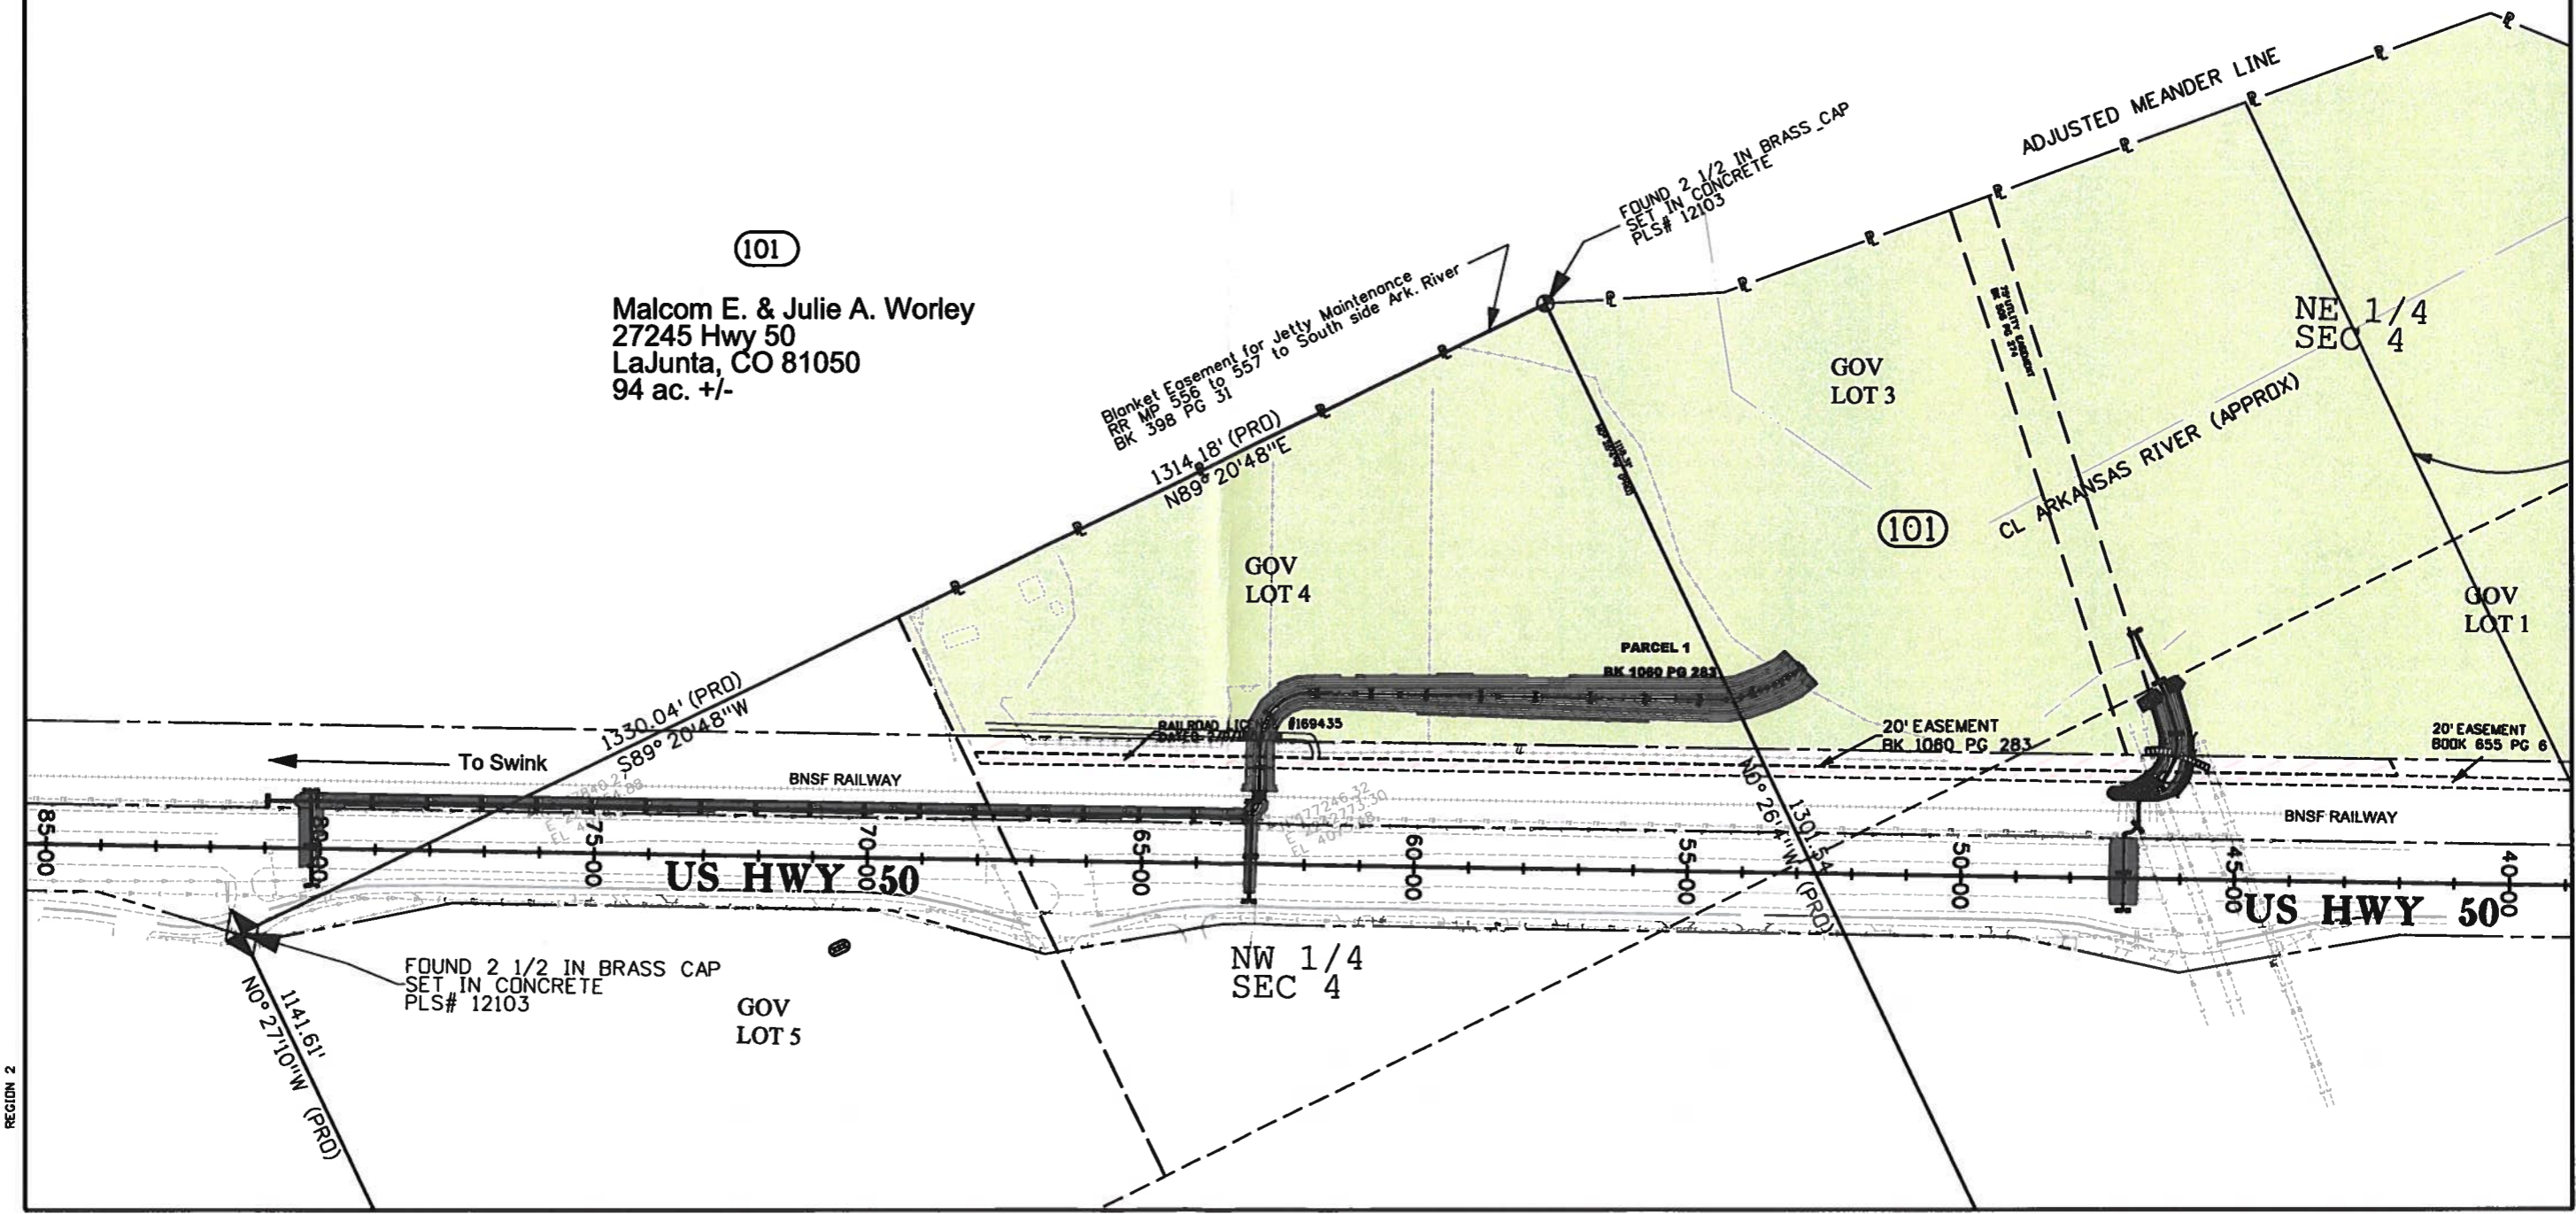 ADJUSTED MEANDER LINE
FOUND 2 1/2 IN BRASS CAP
SET IN CONCRETE
PLS# 12103
101
Malcom E. & Julie A. Worley
27245 Hwy 50
LaJunta, CO 81050
94 ac. +/-
Blanket Easement for Jetty Maintenance
RR MP 556 to 557 to South side Ark. River
BK 398 PG 31
1314.18' (PRO)
N89° 20'48"E
GOV
LOT 3
NE 1/4
SEC 4
CL ARKANSAS RIVER (APPROX)
101
GOV
LOT 4
GOV
LOT 1
PARCEL 1
BK 1060 PG 283
1330.04' (PRO)
S89° 20'48"W
RAILROAD
#169435
20' EASEMENT
BK 1060 PG 283
20' EASEMENT
BOOK 655 PG 6
To Swink
BNSF RAILWAY
BNSF RAILWAY
85+00
75+00
70+00
65+00
60+00
55+00
50+00
45+00
40+00
US HWY 50
US HWY 50
1301.54'
(PRO)
FOUND 2 1/2 IN BRASS CAP
SET IN CONCRETE
PLS# 12103
NW 1/4
SEC 4
GOV
LOT 5
1141.61'
N0° 27'10"W (PRO)
REGION 2